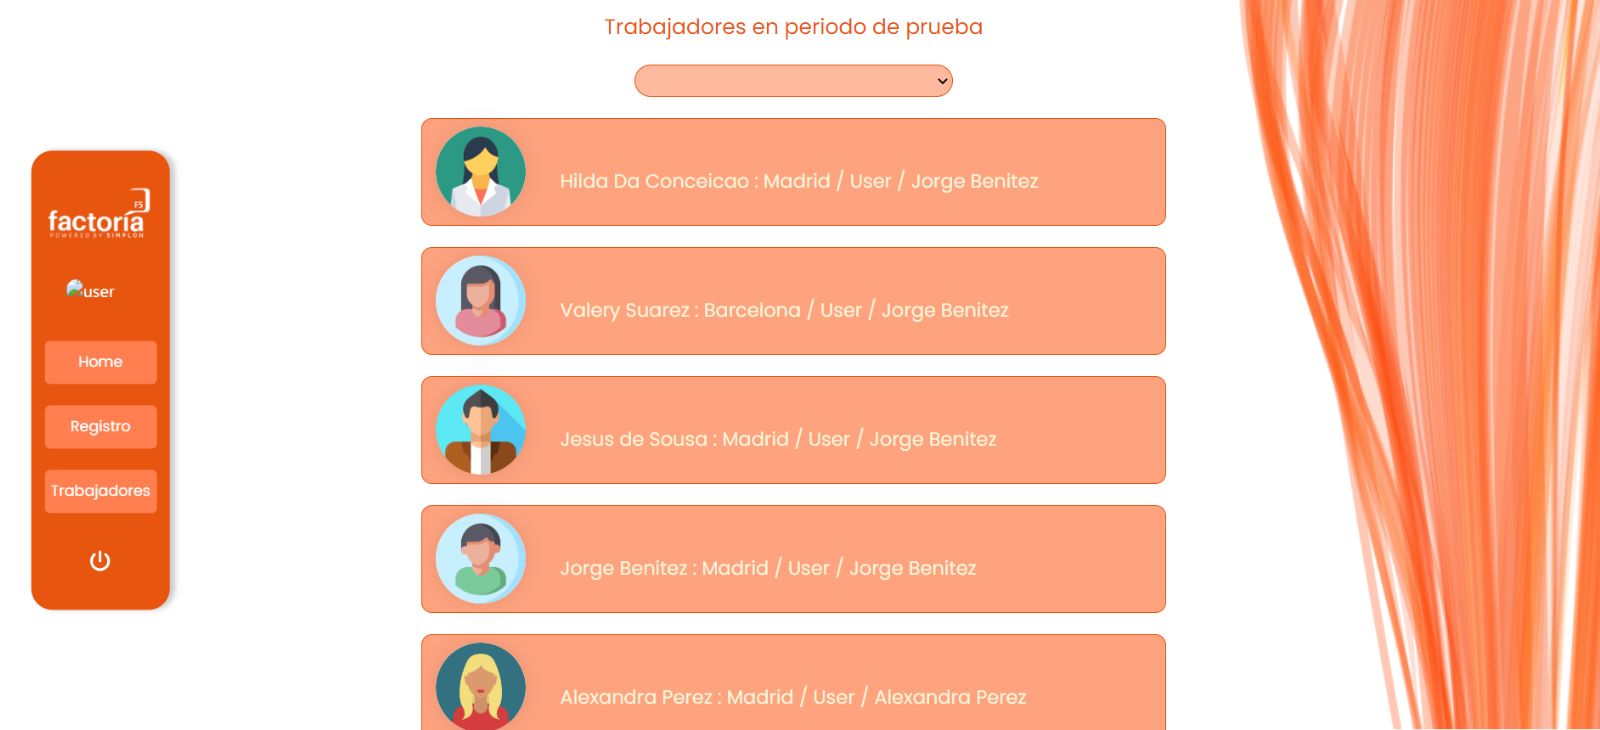 Trabajadores en periodo de prueba
factoría
F5
POWERED BY SIMPLON
user
Home
Registro
Trabajadores
Hilda Da Conceicao : Madrid / User / Jorge Benitez
Valery Suarez : Barcelona / User / Jorge Benitez
Jesus de Sousa : Madrid / User / Jorge Benitez
Jorge Benitez : Madrid / User / Jorge Benitez
Alexandra Perez : Madrid / User / Alexandra Perez